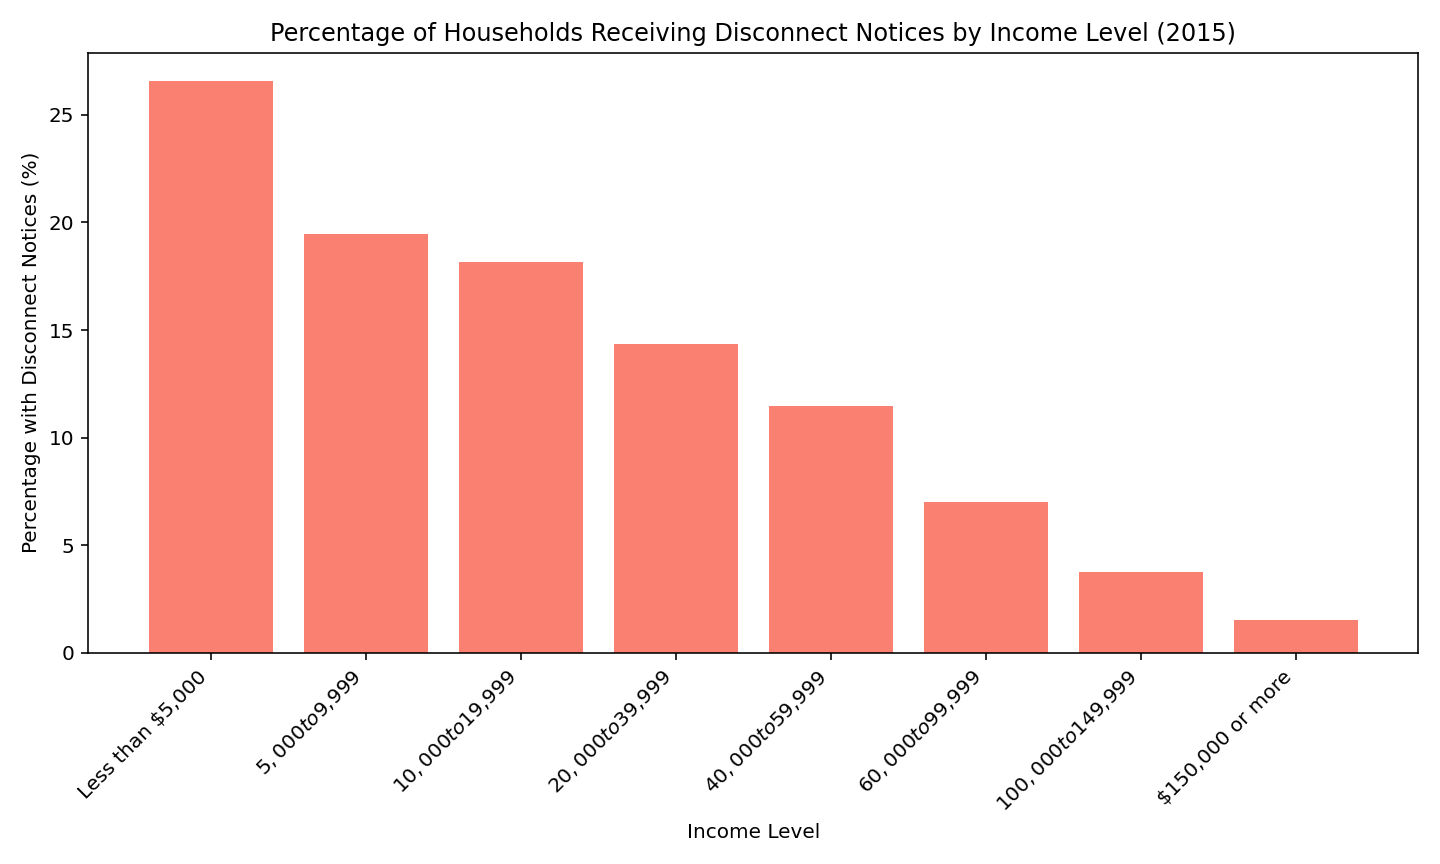 Percentage of Households Receiving Disconnect Notices by Income Level (2015)
Percentage with Disconnect Notices (%)
25
20
15
10
5
0
Less than $5,000
5,000to9,999
10,000to19,999
20,000to39,999
40,000to59,999
60,000to99,999
100,000to149,999
$150,000 or more
Income Level